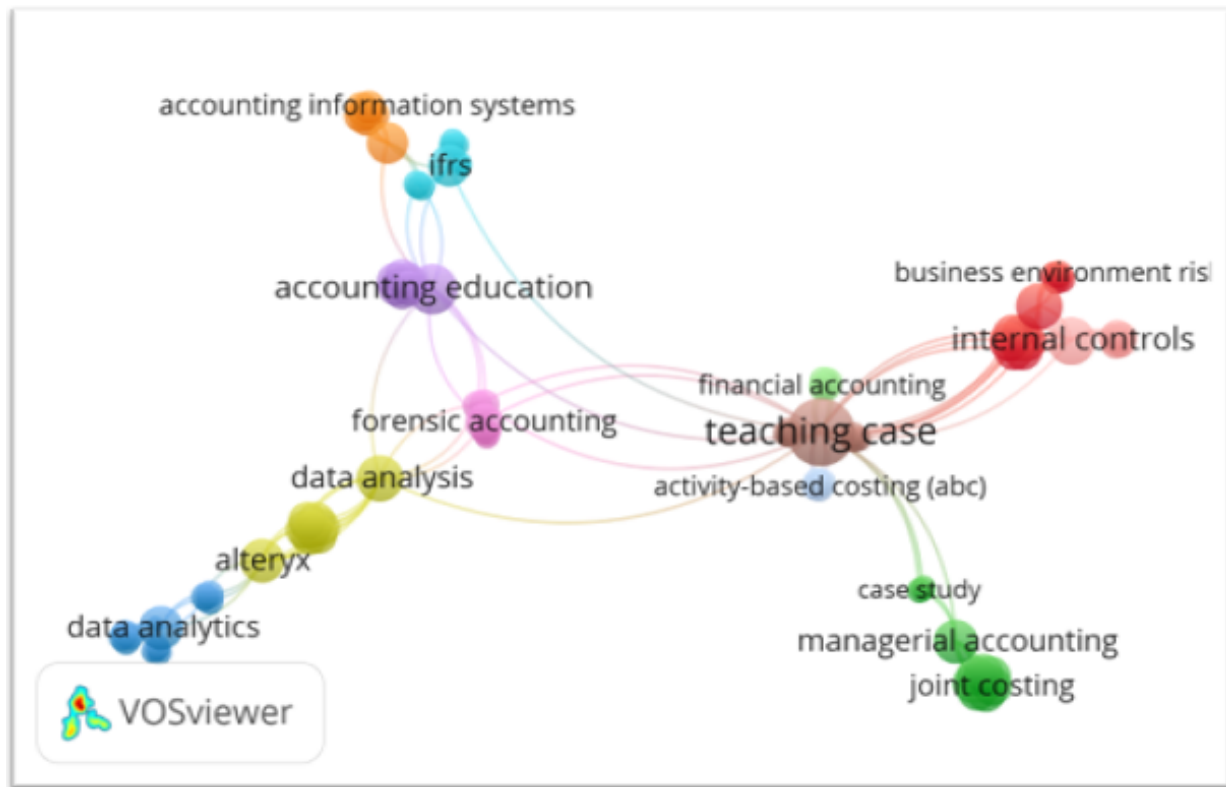 accounting information systems
ifrs
business environment ris
accounting education
internal controls
financial accounting
forensic accounting
teaching case
data analysis
activity-based costing (abc)
alteryx
case study
data analytics
managerial accounting
joint costing
VOSviewer